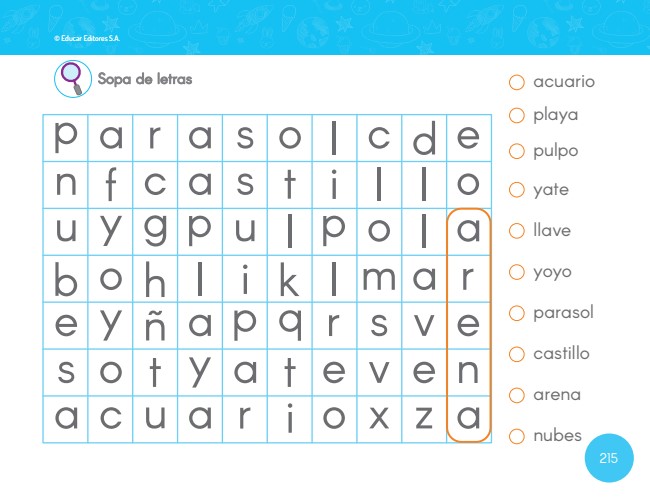 © Educar Editores S.A.
Sopa de letras
p a r a s o l c d e
n f c a s t i l l o
u y g p u l p o l a
b o h l i k l m a r
e y ñ a p q r s v e
s o t y a t e v e n
a c u a r i o x z a
acuario
playa
pulpo
yate
llave
yoyo
parasol
castillo
arena
nubes
215